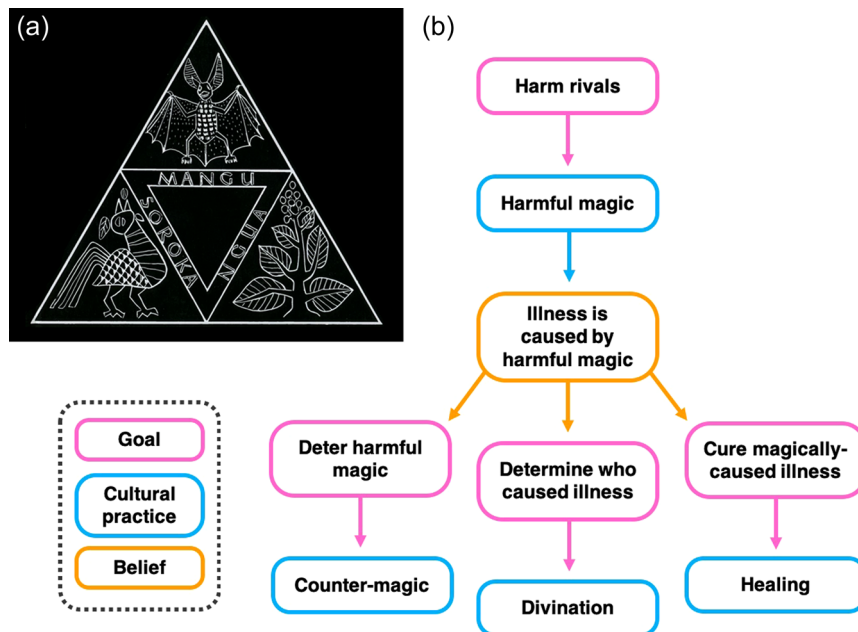 (a)
MANGU
SOROKA
NGUA
(b)
Harm rivals
Harmful magic
Illness is
caused by
harmful magic
Deter harmful
magic
Determine who
caused illness
Cure magically-
caused illness
Counter-magic
Divination
Healing
Goal
Cultural
practice
Belief